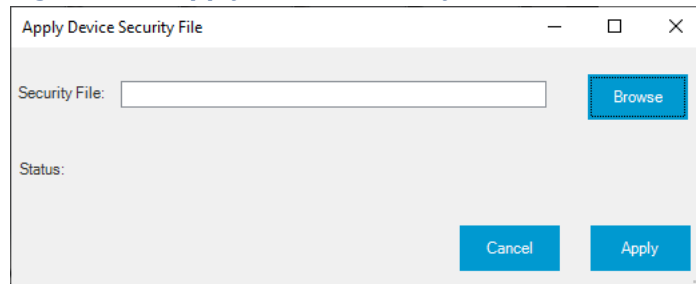 Apply Device Security File
Security File:
Browse
Status:
Cancel
Apply